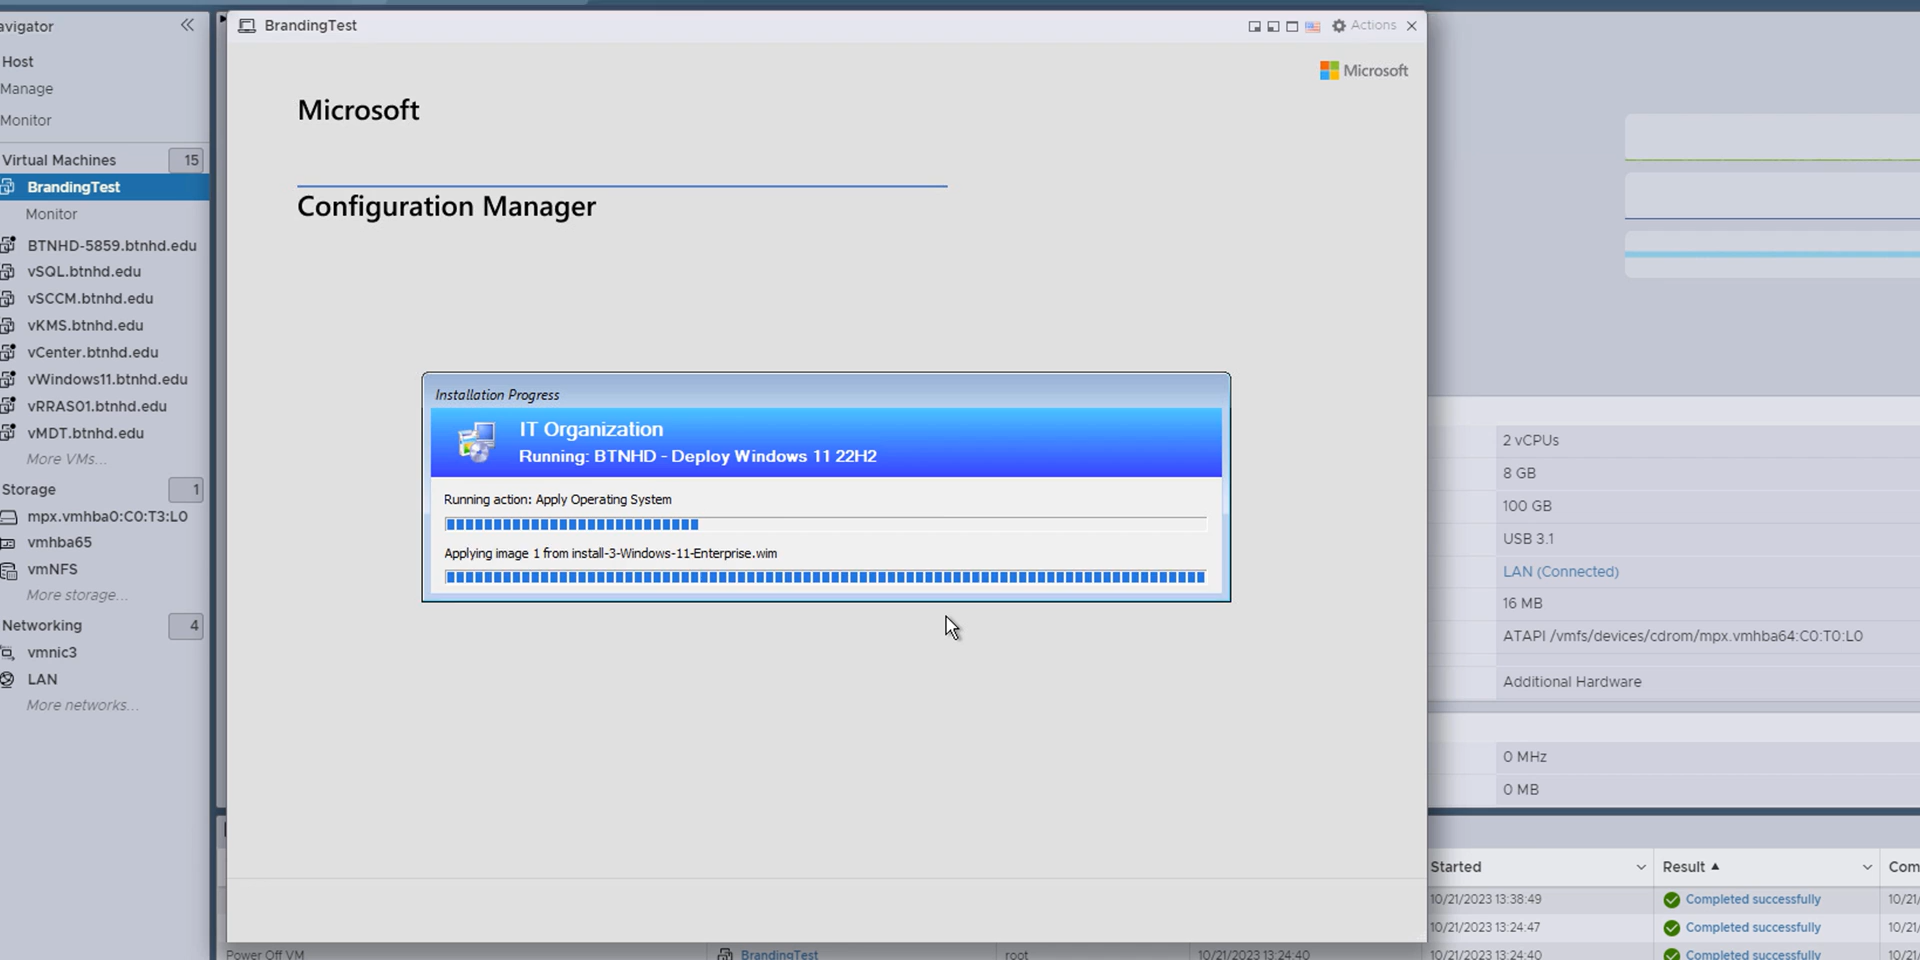 avigator
Host
Manage
Monitor
Virtual Machines 15
BrandingTest
Monitor
BTNHD-5859.btnhd.edu
vSQL.btnhd.edu
vSCCM.btnhd.edu
vKMS.btnhd.edu
vCenter.btnhd.edu
vWindows11.btnhd.edu
vRRAS01.btnhd.edu
vMDT.btnhd.edu
More VMs...
Storage 1
mpx.vmhba0:C0:T3:L0
vmhba65
vmNFS
More storage...
Networking 4
vmnic3
LAN
More networks...
BrandingTest
Actions
Microsoft
Microsoft
Configuration Manager
Installation Progress
IT Organization
Running: BTNHD - Deploy Windows 11 22H2
Running action: Apply Operating System
Applying image 1 from install-3-Windows-11-Enterprise.wim
2 vCPUs
8 GB
100 GB
USB 3.1
LAN (Connected)
16 MB
ATAPI /vmfs/devices/cdrom/mpx.vmhba64:C0:T0:L0
Additional Hardware
0 MHz
0 MB
Started Result Com
10/21/2023 13:38:49 Completed successfully 10/21/
10/21/2023 13:24:47 Completed successfully 10/21/
Power Off VM BrandingTest root 10/21/2023 13:24:40 Completed successfully 10/21/